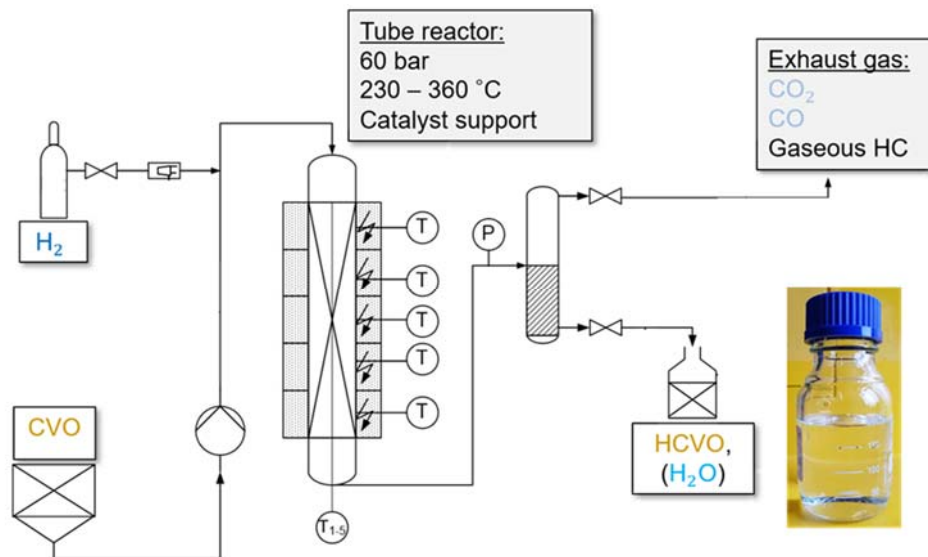 Tube reactor:
60 bar
230 – 360 °C
Catalyst support
Exhaust gas:
CO₂
CO
Gaseous HC
H₂
T
P
T
T
T
T
CVO
HCVO,
(H₂O)
T₁₋₅